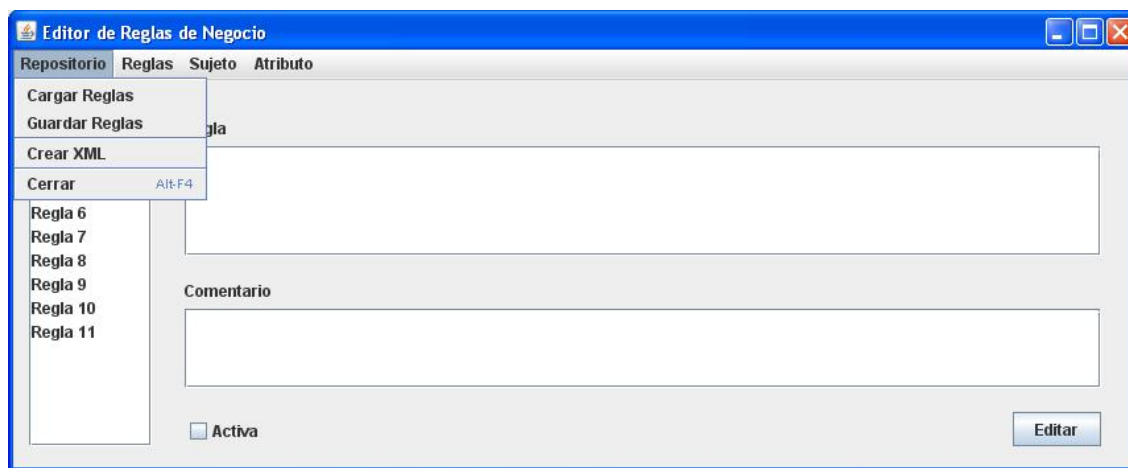 Editor de Reglas de Negocio
Repositorio Reglas Sujeto Atributo
Cargar Reglas
Guardar Reglas
Crear XML
Cerrar Alt-F4
gla
Regla 6
Regla 7
Regla 8
Regla 9
Regla 10
Regla 11
Comentario
Activa
Editar